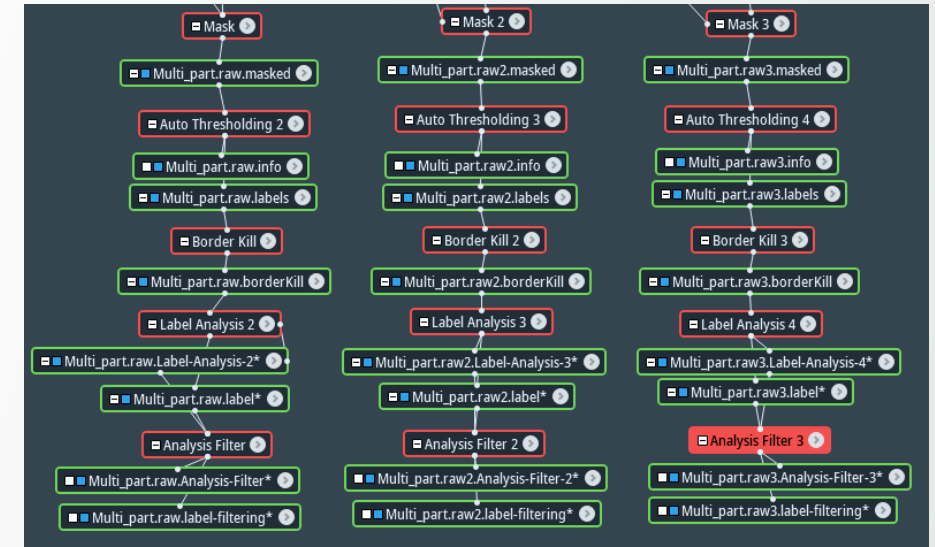 Mask
Multi_part.raw.masked
Auto Thresholding 2
Multi_part.raw.info
Multi_part.raw.labels
Border Kill
Multi_part.raw.borderKill
Label Analysis 2
Multi_part.raw.Label-Analysis-2*
Multi_part.raw.label*
Analysis Filter
Multi_part.raw.Analysis-Filter*
Multi_part.raw.label-filtering*
Mask 2
Multi_part.raw2.masked
Auto Thresholding 3
Multi_part.raw2.info
Multi_part.raw2.labels
Border Kill 2
Multi_part.raw2.borderKill
Label Analysis 3
Multi_part.raw2.Label-Analysis-3*
Multi_part.raw2.label*
Analysis Filter 2
Multi_part.raw2.Analysis-Filter-2*
Multi_part.raw2.label-filtering*
Mask 3
Multi_part.raw3.masked
Auto Thresholding 4
Multi_part.raw3.info
Multi_part.raw3.labels
Border Kill 3
Multi_part.raw3.borderKill
Label Analysis 4
Multi_part.raw3.Label-Analysis-4*
Multi_part.raw3.label*
Analysis Filter 3
Multi_part.raw3.Analysis-Filter-3*
Multi_part.raw3.label-filtering*